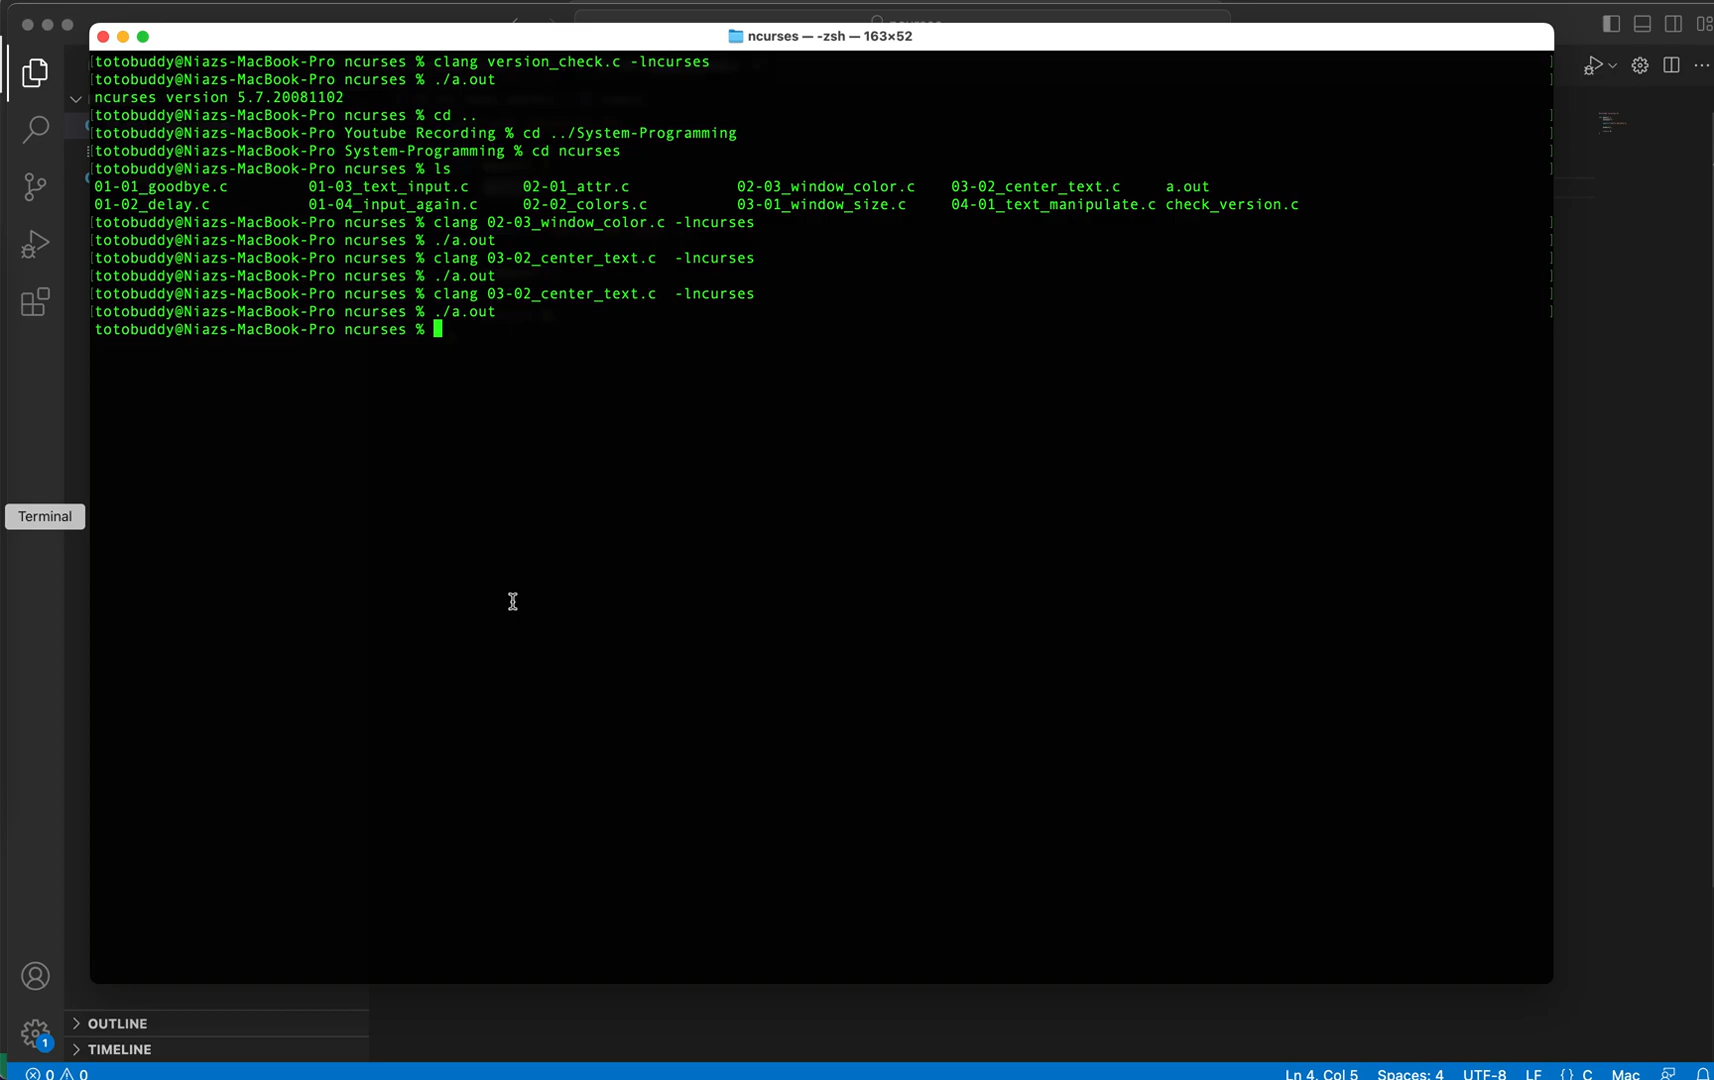 ncurses — -zsh — 163×52
[totobuddy@Niazs-MacBook-Pro ncurses % clang version_check.c -lncurses ]
[totobuddy@Niazs-MacBook-Pro ncurses % ./a.out ]
ncurses version 5.7.20081102
[totobuddy@Niazs-MacBook-Pro ncurses % cd .. ]
[totobuddy@Niazs-MacBook-Pro Youtube Recording % cd ../System-Programming ]
[totobuddy@Niazs-MacBook-Pro System-Programming % cd ncurses ]
[totobuddy@Niazs-MacBook-Pro ncurses % ls ]
01-01_goodbye.c 01-03_text_input.c 02-01_attr.c 02-03_window_color.c 03-02_center_text.c a.out
01-02_delay.c 01-04_input_again.c 02-02_colors.c 03-01_window_size.c 04-01_text_manipulate.c check_version.c
[totobuddy@Niazs-MacBook-Pro ncurses % clang 02-03_window_color.c -lncurses ]
[totobuddy@Niazs-MacBook-Pro ncurses % ./a.out ]
[totobuddy@Niazs-MacBook-Pro ncurses % clang 03-02_center_text.c  -lncurses ]
[totobuddy@Niazs-MacBook-Pro ncurses % ./a.out ]
[totobuddy@Niazs-MacBook-Pro ncurses % clang 03-02_center_text.c  -lncurses ]
[totobuddy@Niazs-MacBook-Pro ncurses % ./a.out ]
totobuddy@Niazs-MacBook-Pro ncurses %
Terminal
OUTLINE
1
TIMELINE
0 0 Ln 4, Col 5 Spaces: 4 UTF-8 LF {} C Mac